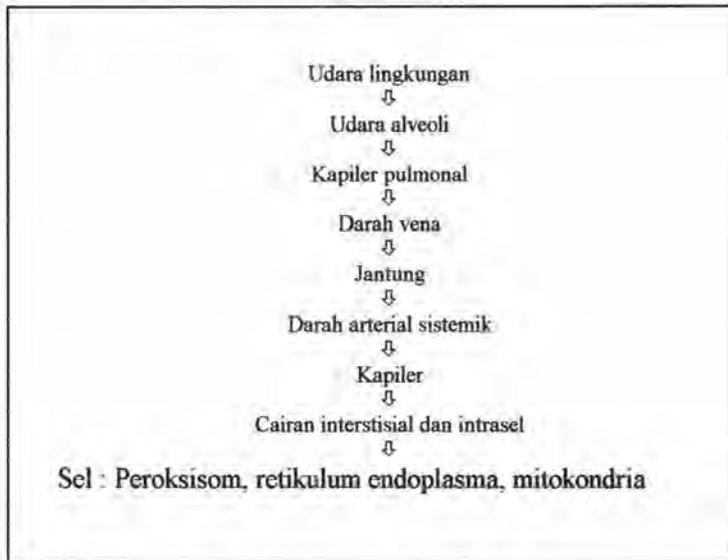 Udara lingkungan
⇩
Udara alveoli
⇩
Kapiler pulmonal
⇩
Darah vena
⇩
Jantung
⇩
Darah arterial sistemik
⇩
Kapiler
⇩
Cairan interstisial dan intrasel
⇩
Sel : Peroksisom, retikulum endoplasma, mitokondria